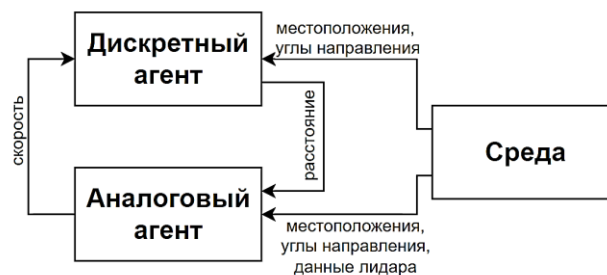 Дискретный
агент
местоположения,
углы направления
скорость
расстояние
Среда
Аналоговый
агент
местоположения,
углы направления,
данные лидара